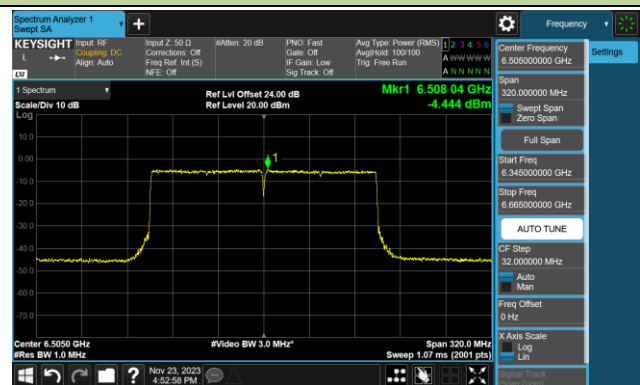 Spectrum Analyzer 1
Swept SA
Frequency
KEYSIGHT
L
LXI
Input: RF
Coupling: DC
Align: Auto
Input Z: 50 Ω
Corrections: Off
Freq Ref: Int (S)
NFE: Off
#Atten: 20 dB
PNO: Fast
Gate: Off
IF Gain: Low
Sig Track: Off
Avg Type: Power (RMS)
Avg|Hold: 100/100
Trig: Free Run
1 2 3 4 5 6
A W W W W W
A N N N N N
Center Frequency
6.505000000 GHz
Settings
1 Spectrum
Scale/Div 10 dB
Log
Ref Lvl Offset 24.00 dB
Ref Level 20.00 dBm
Mkr1 6.508 04 GHz
-4.444 dBm
Span
320.000000 MHz
Swept Span
Zero Span
Full Span
Start Freq
6.345000000 GHz
Stop Freq
6.665000000 GHz
AUTO TUNE
CF Step
32.000000 MHz
Auto
Man
Freq Offset
0 Hz
X Axis Scale
Log
Lin
Signal Track
(Span Zoom)
10.0
0.00
-10.0
-20.0
-30.0
-40.0
-50.0
-60.0
-70.0
1
Center 6.5050 GHz
#Res BW 1.0 MHz
#Video BW 3.0 MHz*
Span 320.0 MHz
Sweep 1.07 ms (2001 pts)
?
Nov 23, 2023
4:52:58 PM